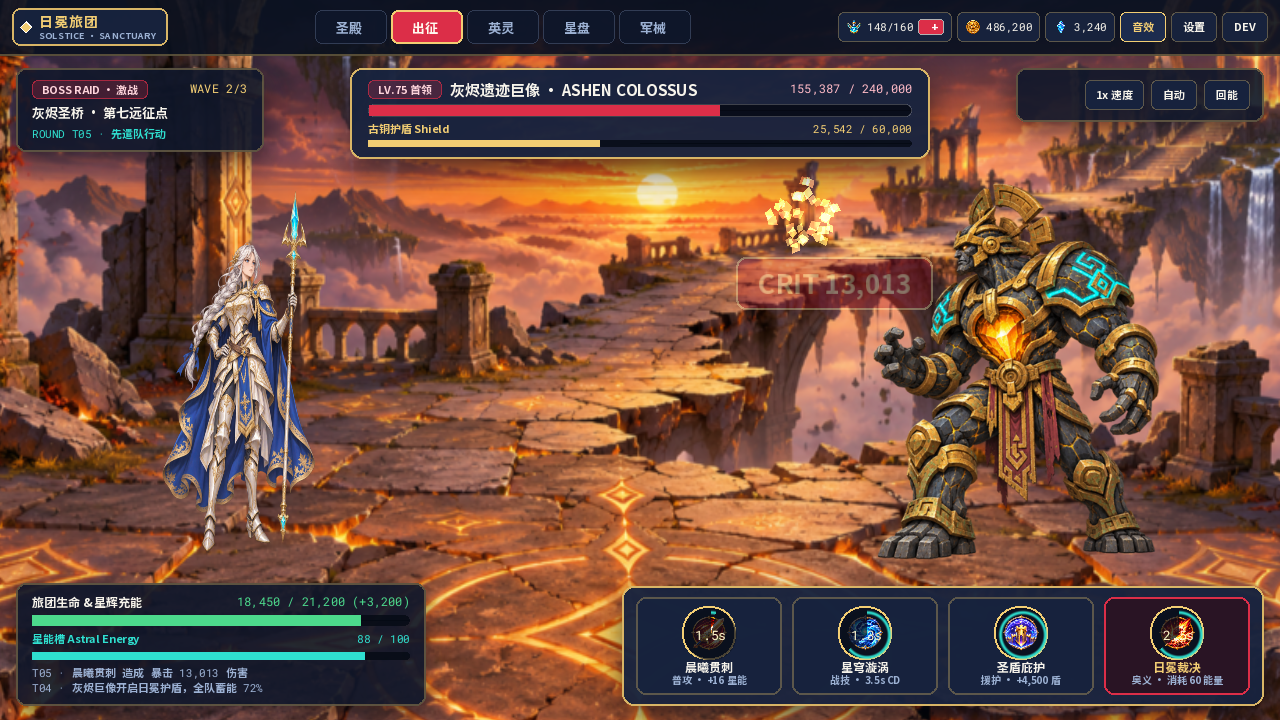 日冕旅团
SOLSTICE • SANCTUARY
圣殿
出征
英灵
星盘
军械
148/160 +
486,200
3,240
音效
设置
DEV
BOSS RAID • 激战
WAVE 2/3
灰烬圣桥 • 第七远征点
ROUND T05 · 先遣队行动
LV.75 首领
灰烬遗迹巨像 • ASHEN COLOSSUS
155,387 / 240,000
古铜护盾 Shield
25,542 / 60,000
1x 速度
自动
回能
CRIT 13,013
旅团生命 & 星辉充能
18,450 / 21,200 (+3,200)
星能槽 Astral Energy
88 / 100
T05 · 晨曦贯刺 造成 暴击 13,013 伤害
T04 · 灰烬巨像开启日冕护盾，全队蓄能 72%
1.5s
晨曦贯刺
普攻 • +16 星能
星穹漩涡
战技 • 3.5s CD
圣盾庇护
援护 • +4,500 盾
日冕裁决
奥义 • 消耗 60 能量